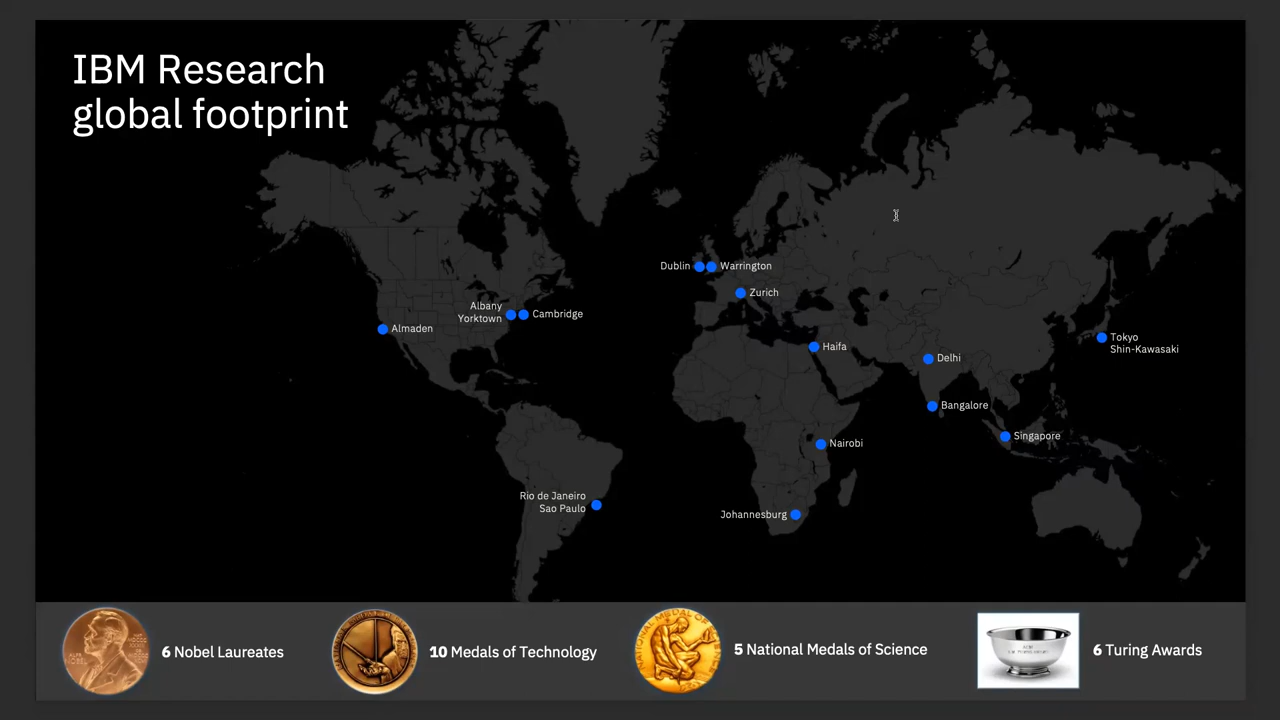 IBM Research
global footprint
Dublin
Warrington
Zurich
Albany
Yorktown
Cambridge
Almaden
Haifa
Tokyo
Shin-Kawasaki
Delhi
Bangalore
Singapore
Nairobi
Rio de Janeiro
Sao Paulo
Johannesburg
6 Nobel Laureates
10 Medals of Technology
5 National Medals of Science
6 Turing Awards